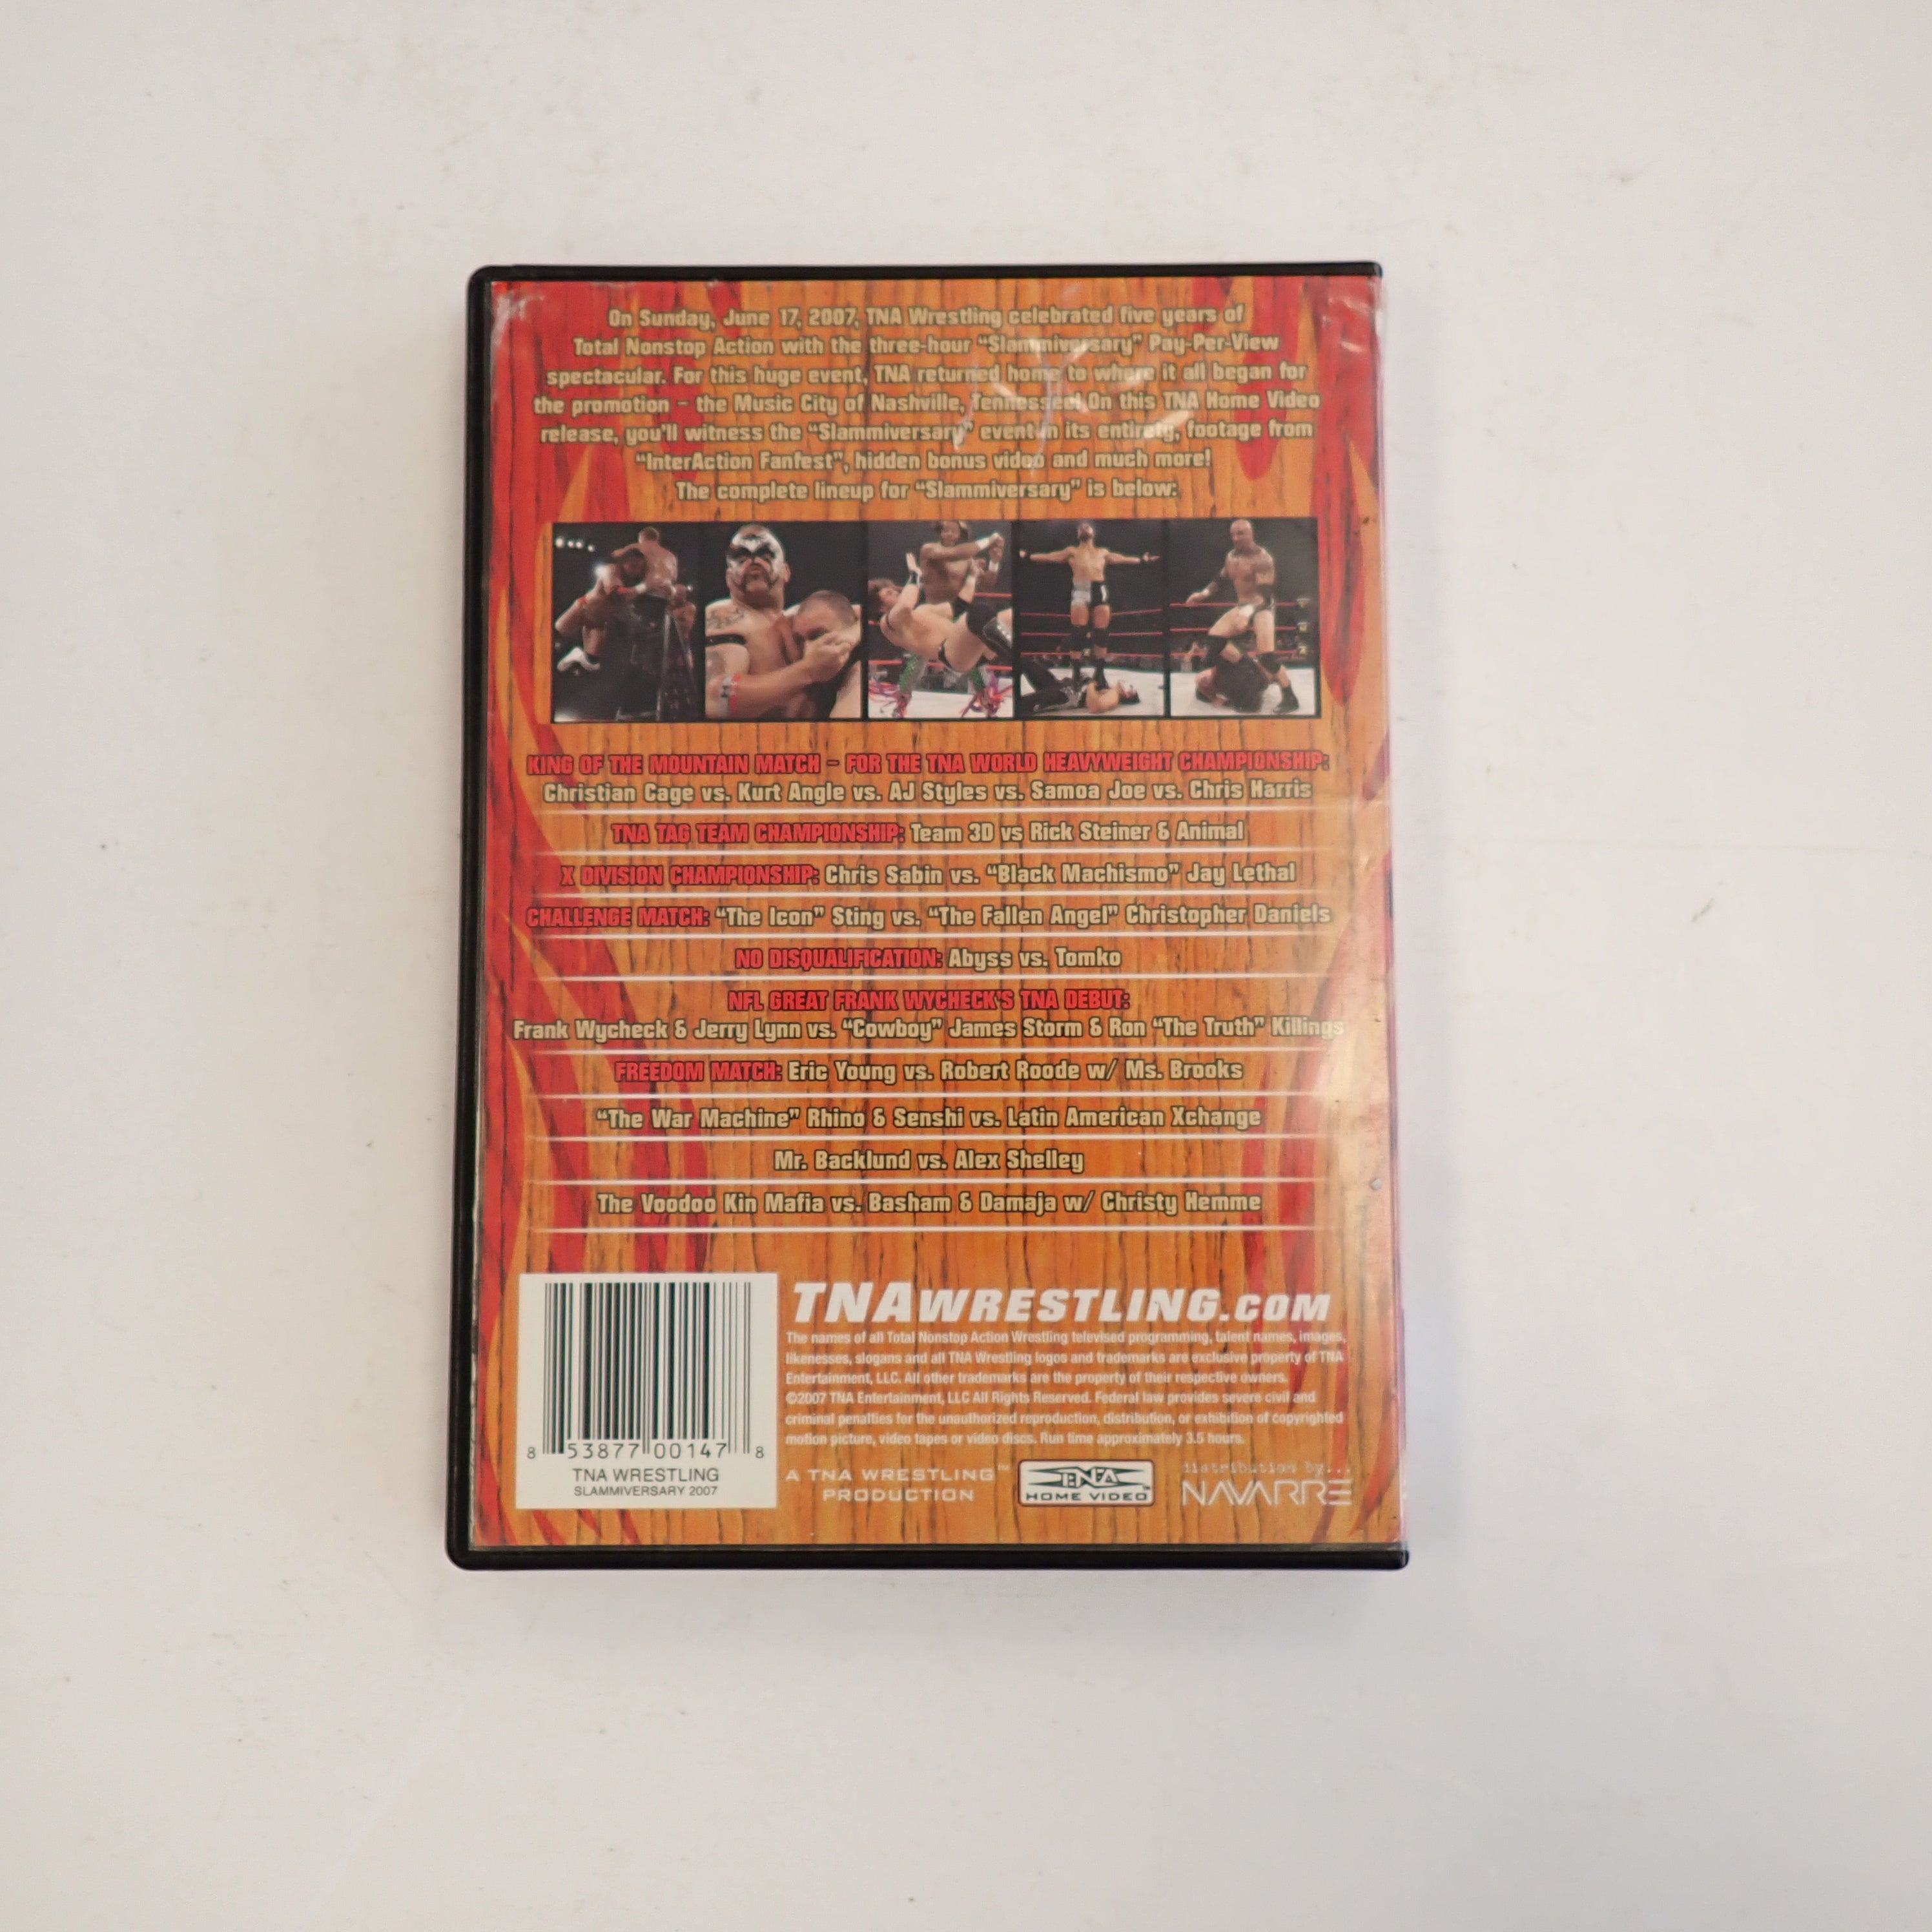 On Sunday, June 17, 2007, TNA Wrestling celebrated five years of
Total Nonstop Action with the three-hour “Slammiversary” Pay-Per-View
spectacular. For this huge event, TNA returned home to where it all began for
the promotion – the Music City of Nashville, Tennessee! On this TNA Home Video
release, you'll witness the “Slammiversary” event in its entirety, footage from
“InterAction Fanfest”, hidden bonus video and much more!
The complete lineup for “Slammiversary” is below:
KING OF THE MOUNTAIN MATCH – FOR THE TNA WORLD HEAVYWEIGHT CHAMPIONSHIP:
Christian Cage vs. Kurt Angle vs. AJ Styles vs. Samoa Joe vs. Chris Harris
TNA TAG TEAM CHAMPIONSHIP: Team 3D vs Rick Steiner & Animal
X DIVISION CHAMPIONSHIP: Chris Sabin vs. “Black Machismo” Jay Lethal
CHALLENGE MATCH: “The Icon” Sting vs. “The Fallen Angel” Christopher Daniels
NO DISQUALIFICATION: Abyss vs. Tomko
NFL GREAT FRANK WYCHECK'S TNA DEBUT:
Frank Wycheck & Jerry Lynn vs. “Cowboy” James Storm & Ron “The Truth” Killings
FREEDOM MATCH: Eric Young vs. Robert Roode w/ Ms. Brooks
“The War Machine” Rhino & Senshi vs. Latin American Xchange
Mr. Backlund vs. Alex Shelley
The Voodoo Kin Mafia vs. Basham & Damaja w/ Christy Hemme
TNAWRESTLING.COM
The names of all Total Nonstop Action Wrestling televised programming, talent names, images,
likenesses, slogans and all TNA Wrestling logos and trademarks are exclusive property of TNA
Entertainment, LLC. All other trademarks are the property of their respective owners.
©2007 TNA Entertainment, LLC All Rights Reserved. Federal law provides severe civil and
criminal penalties for the unauthorized reproduction, distribution, or exhibition of copyrighted
motion picture, video tapes or video discs. Run time approximately 3.5 hours.
8 53877 00147 8
TNA WRESTLING
SLAMMIVERSARY 2007
A TNA WRESTLING™
PRODUCTION
TNA™
HOME VIDEO
distribution by...
NAVARRE